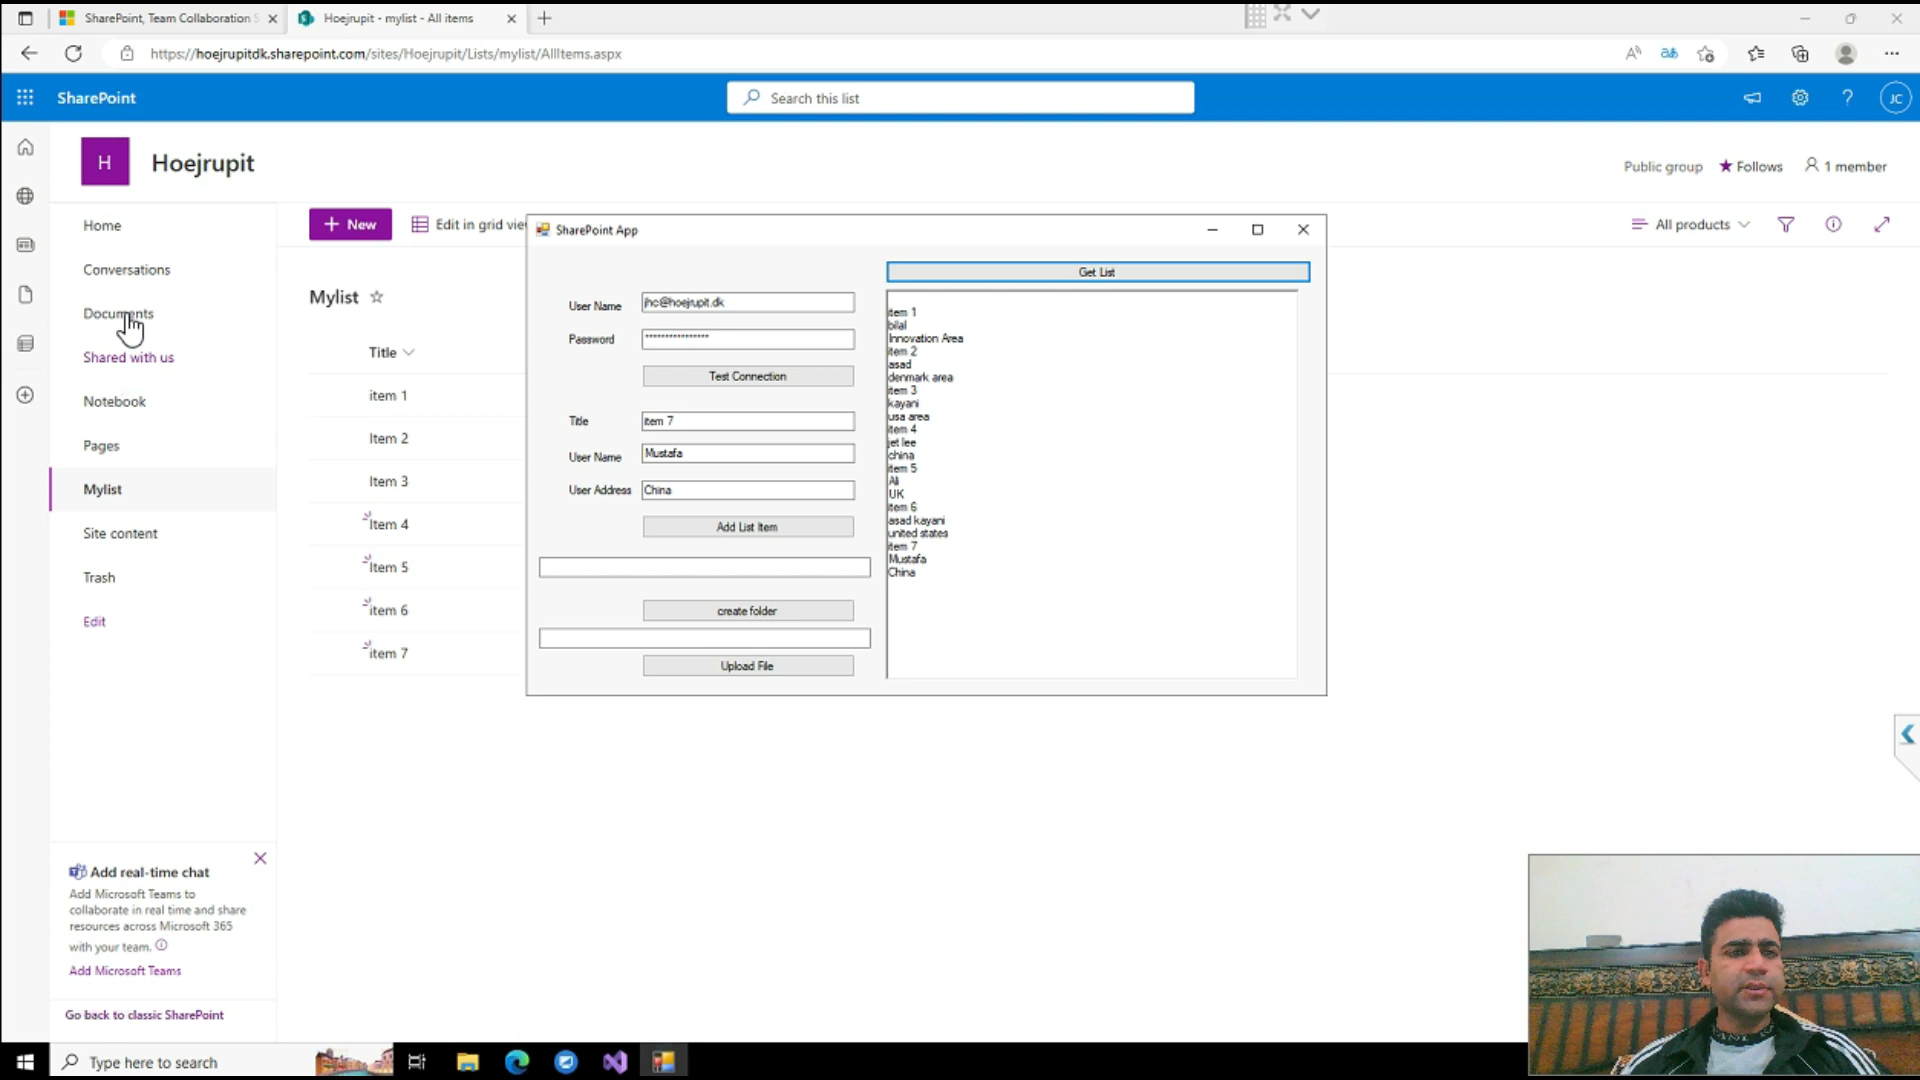 SharePoint, Team Collaboration S
Hoejrupit - mylist - All items
https://hoejrupitdk.sharepoint.com/sites/Hoejrupit/Lists/mylist/AllItems.aspx
SharePoint
Search this list
JC
H
Hoejrupit
Public group
Follows
1 member
Home
Conversations
Documents
Shared with us
Notebook
Pages
Mylist
Site content
Trash
Edit
New
Edit in grid vie
All products
Mylist
Title
item 1
Item 2
Item 3
Item 4
Item 5
item 6
item 7
SharePoint App
User Name
jhc@hoejrupit.dk
Password
****************
Test Connection
Title
item 7
User Name
Mustafa
User Address
China
Add List Item
create folder
Upload File
Get List
item 1
bilal
Innovation Area
item 2
asad
denmark area
item 3
kayani
usa area
item 4
jet lee
china
item 5
Ali
UK
item 6
asad kayani
united states
item 7
Mustafa
China
Add real-time chat
Add Microsoft Teams to
collaborate in real time and share
resources across Microsoft 365
with your team.
Add Microsoft Teams
Go back to classic SharePoint
Type here to search